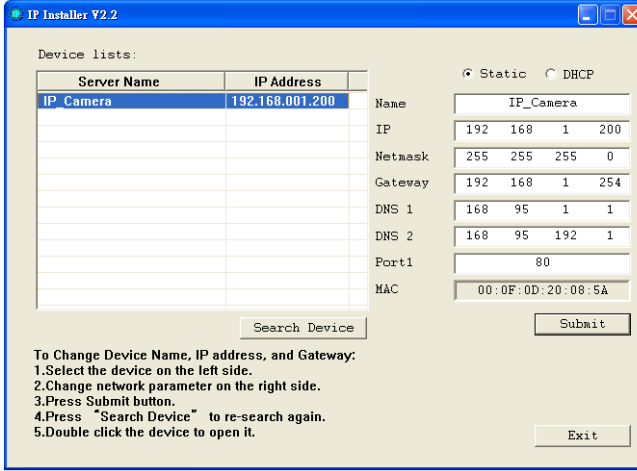 IP Installer V2.2
Device lists:
Server Name IP Address
IP_Camera 192.168.001.200
Static DHCP
Name IP_Camera
IP 192 168 1 200
Netmask 255 255 255 0
Gateway 192 168 1 254
DNS 1 168 95 1 1
DNS 2 168 95 192 1
Port1 80
MAC 00:0F:0D:20:08:5A
Search Device
Submit
To Change Device Name, IP address, and Gateway:
1.Select the device on the left side.
2.Change network parameter on the right side.
3.Press Submit button.
4.Press “Search Device” to re-search again.
5.Double click the device to open it.
Exit